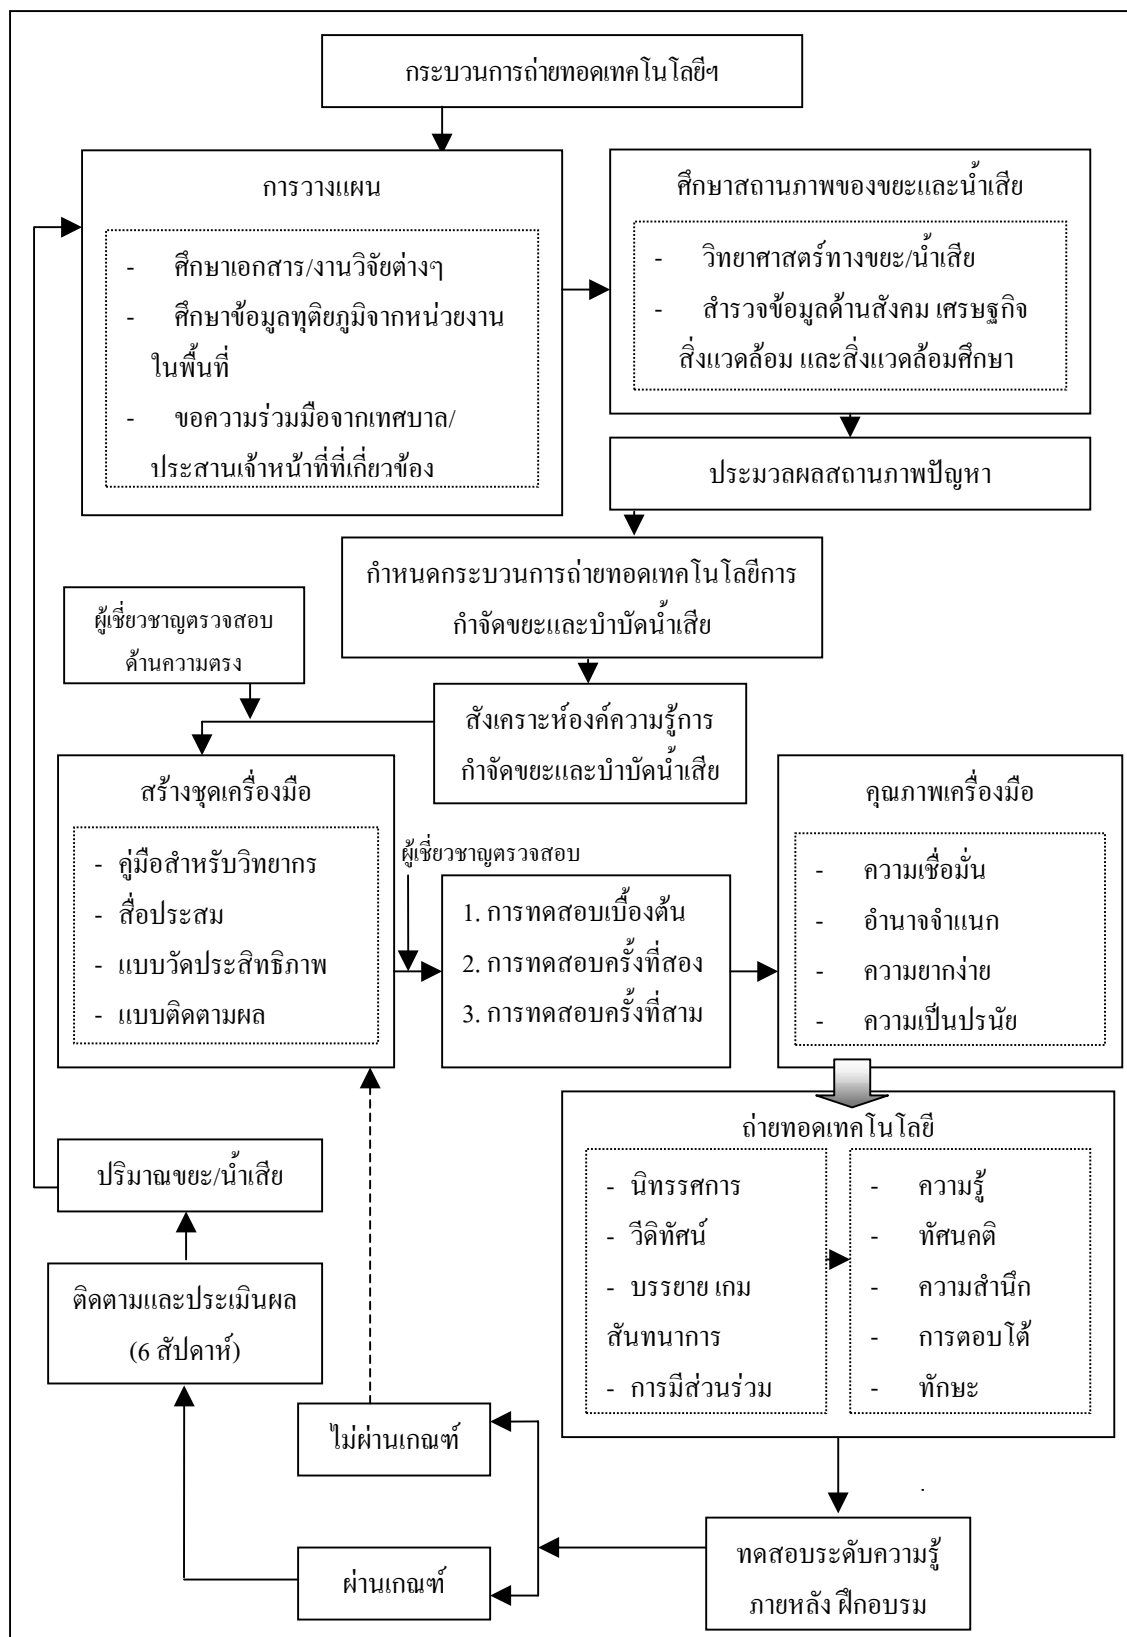 กระบวนการถ่ายทอดเทคโนโลยีฯ
การวางแผน
- ศึกษาเอกสาร/งานวิจัยต่างๆ
- ศึกษาข้อมูลทุติยภูมิจากหน่วยงาน
ในพื้นที่
- ขอความร่วมมือจากเทศบาล/
ประสานเจ้าหน้าที่ที่เกี่ยวข้อง
ศึกษาสถานภาพของขยะและน้ำเสีย
- วิทยาศาสตร์ทางขยะ/น้ำเสีย
- สำรวจข้อมูลด้านสังคม เศรษฐกิจ
สิ่งแวดล้อม และสิ่งแวดล้อมศึกษา
ประมวลผลสถานภาพปัญหา
กำหนดกระบวนการถ่ายทอดเทคโนโลยีการ
กำจัดขยะและบำบัดน้ำเสีย
ผู้เชี่ยวชาญตรวจสอบ
ด้านความตรง
สังเคราะห์องค์ความรู้การ
กำจัดขยะและบำบัดน้ำเสีย
สร้างชุดเครื่องมือ
- คู่มือสำหรับวิทยากร
- สื่อประสม
- แบบวัดประสิทธิภาพ
- แบบติดตามผล
ผู้เชี่ยวชาญตรวจสอบ
1. การทดสอบเบื้องต้น
2. การทดสอบครั้งที่สอง
3. การทดสอบครั้งที่สาม
คุณภาพเครื่องมือ
- ความเชื่อมั่น
- อำนาจจำแนก
- ความยากง่าย
- ความเป็นปรนัย
ถ่ายทอดเทคโนโลยี
- นิทรรศการ
- วีดิทัศน์
- บรรยาย เกม
สันทนาการ
- การมีส่วนร่วม
- ความรู้
- ทัศนคติ
- ความสำนึก
- การตอบโต้
- ทักษะ
ปริมาณขยะ/น้ำเสีย
ติดตามและประเมินผล
(6 สัปดาห์)
ไม่ผ่านเกณฑ์
ผ่านเกณฑ์
ทดสอบระดับความรู้
ภายหลัง ฝึกอบรม